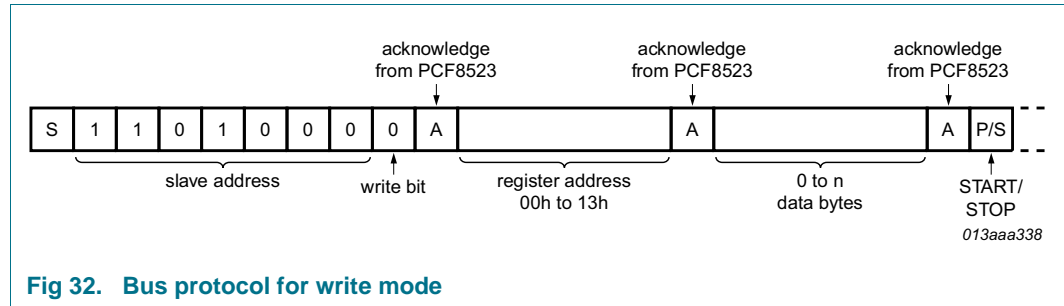 acknowledge
from PCF8523
acknowledge
from PCF8523
acknowledge
from PCF8523
S 1 1 0 1 0 0 0 0 A A A P/S
slave address
write bit
register address
00h to 13h
0 to n
data bytes
START/
STOP
013aaa338
Fig 32. Bus protocol for write mode